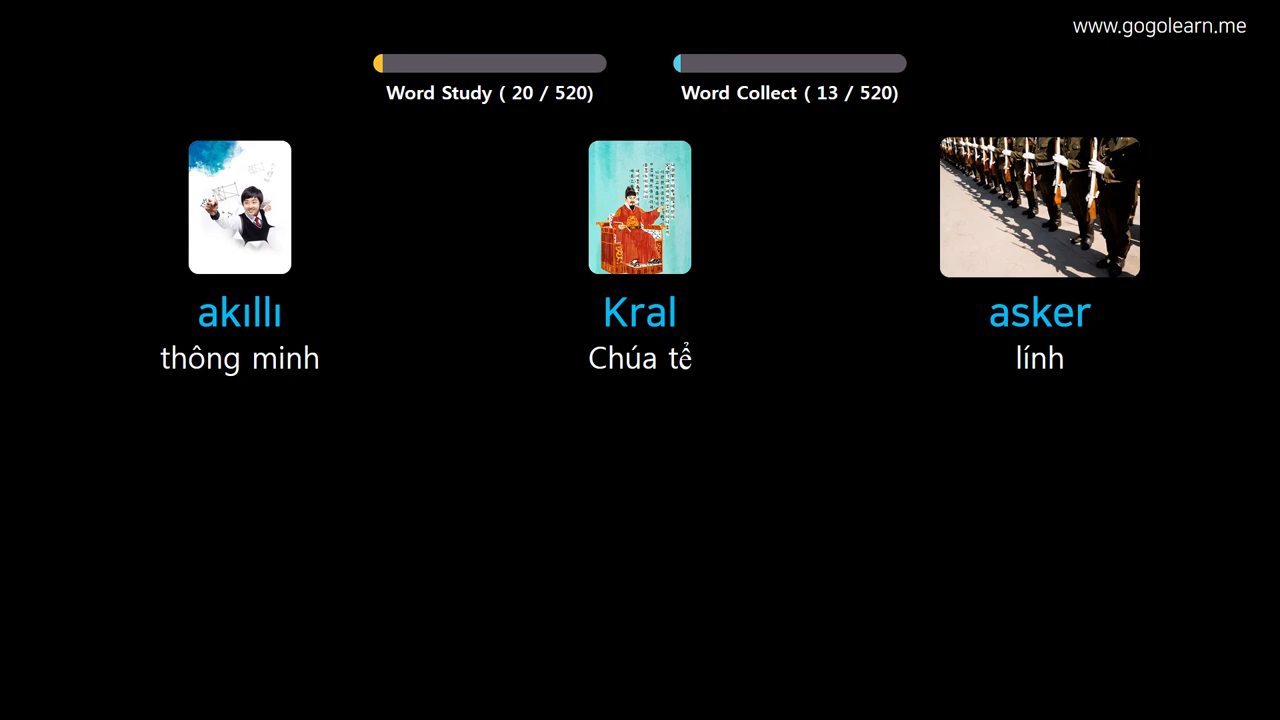 www.gogolearn.me
Word Study ( 20 / 520)
Word Collect ( 13 / 520)
akıllı
Kral
asker
thông minh
Chúa tể
lính